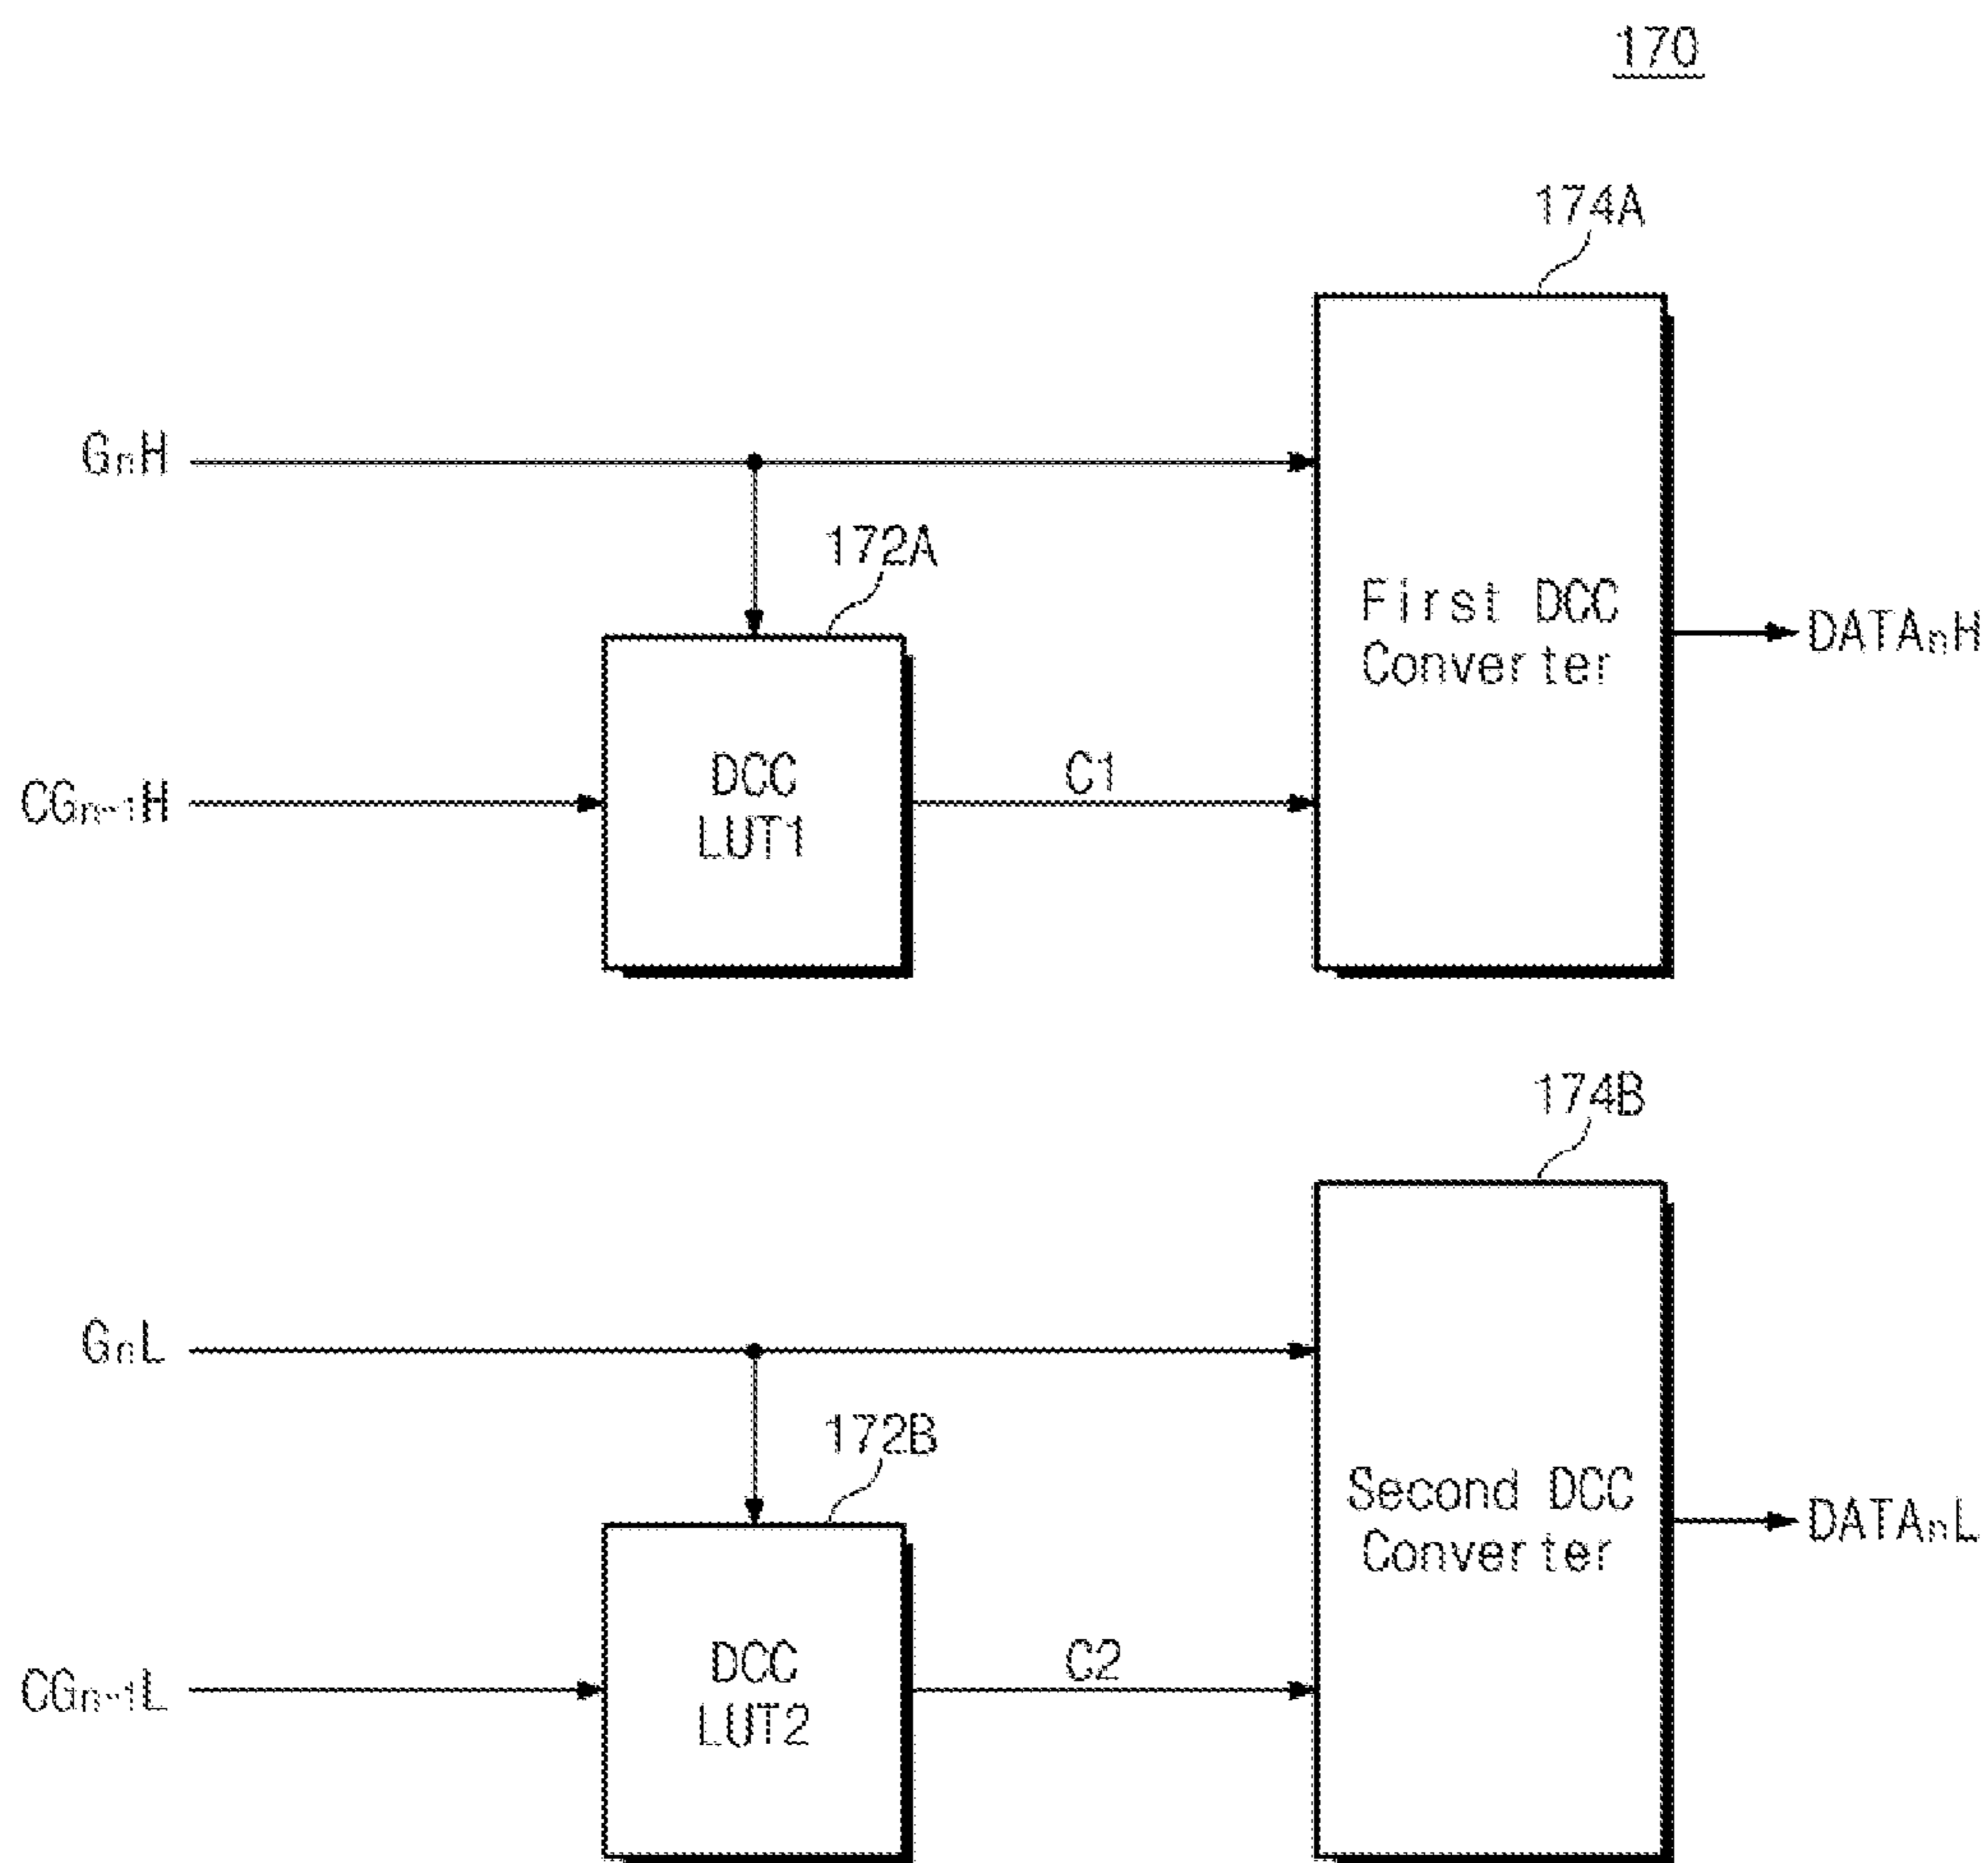 170
174A
GnH
172A
First DCC
Converter
DATAnH
DCC
LUT1
C1
CGn-1H
174B
GnL
172B
Second DCC
Converter
DATAnL
DCC
LUT2
C2
CGn-1L